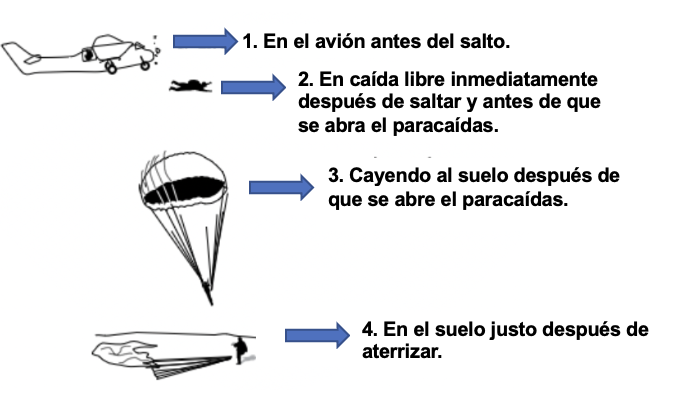 1. En el avión antes del salto.
2. En caída libre inmediatamente
después de saltar y antes de que
se abra el paracaídas.
3. Cayendo al suelo después de
que se abre el paracaídas.
4. En el suelo justo después de
aterrizar.